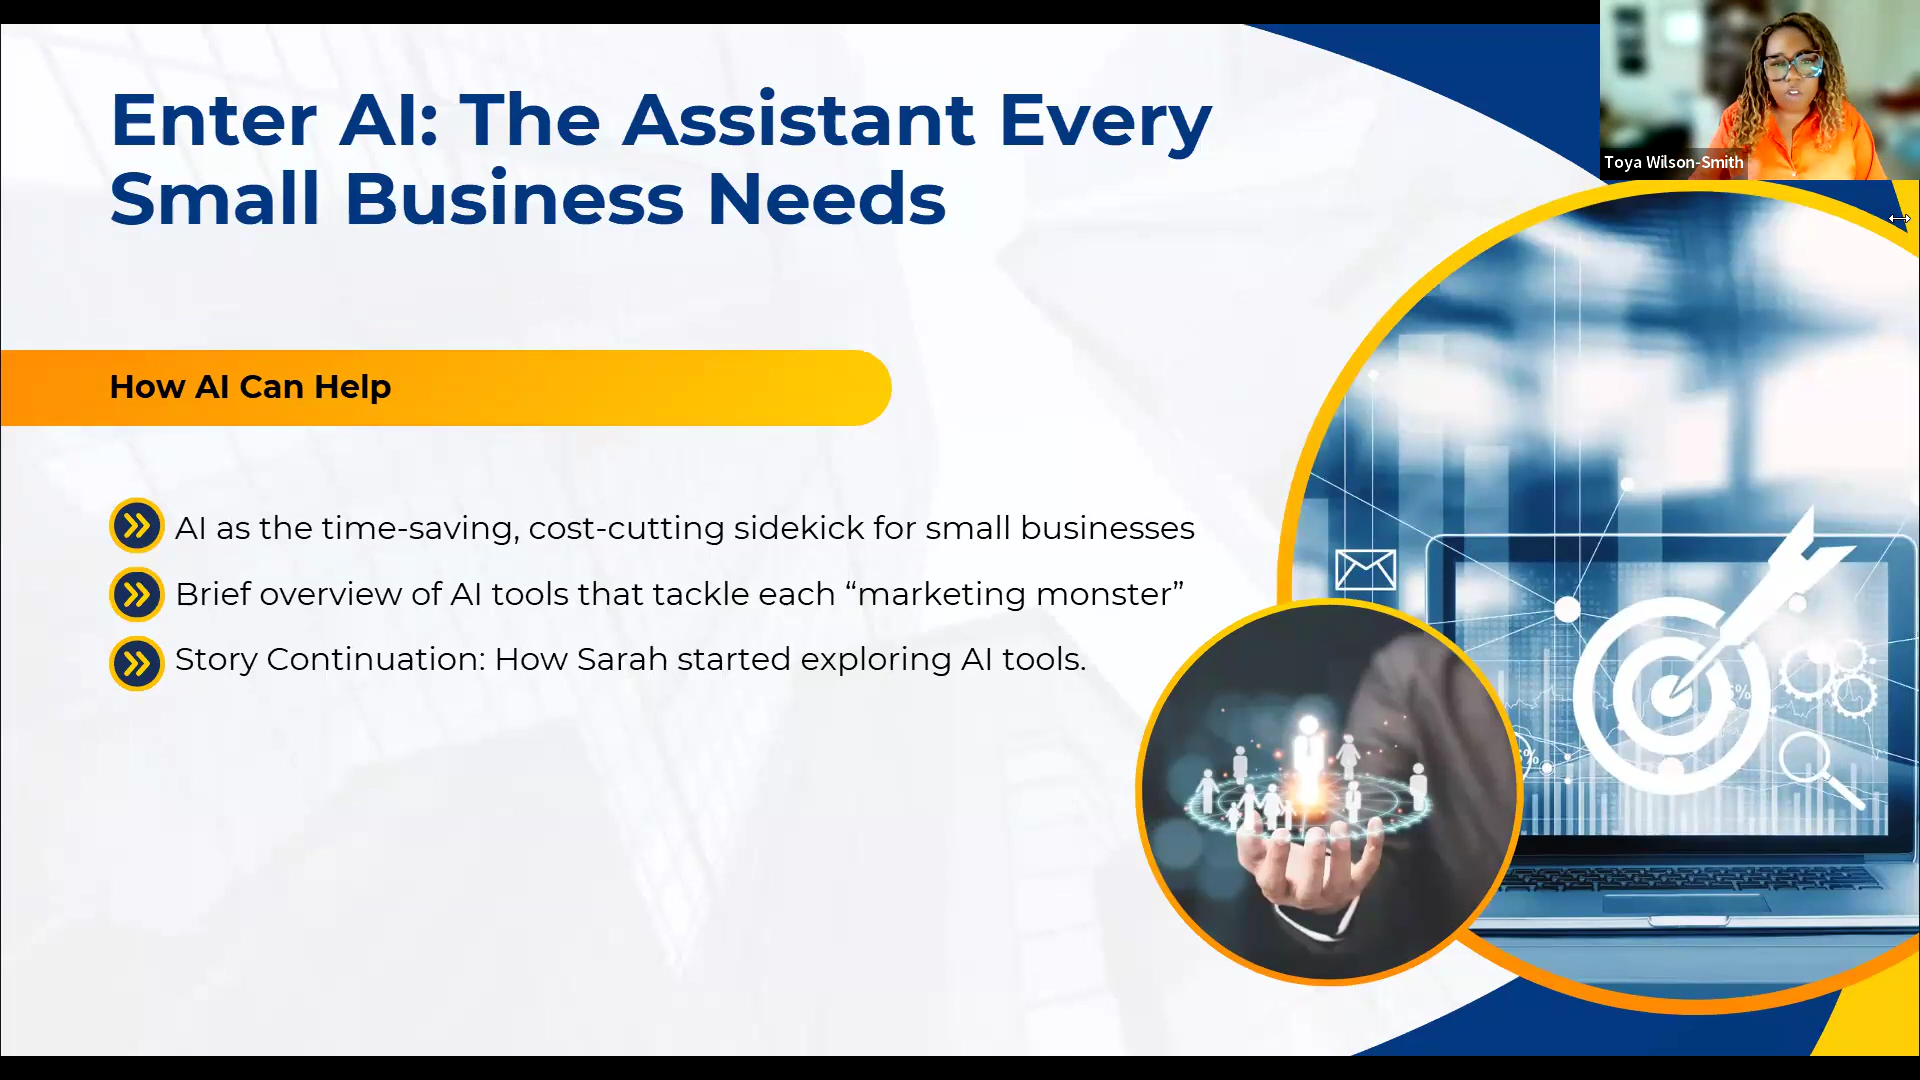 Enter AI: The Assistant Every
Small Business Needs
Toya Wilson-Smith
How AI Can Help
AI as the time-saving, cost-cutting sidekick for small businesses
Brief overview of AI tools that tackle each “marketing monster”
Story Continuation: How Sarah started exploring AI tools.